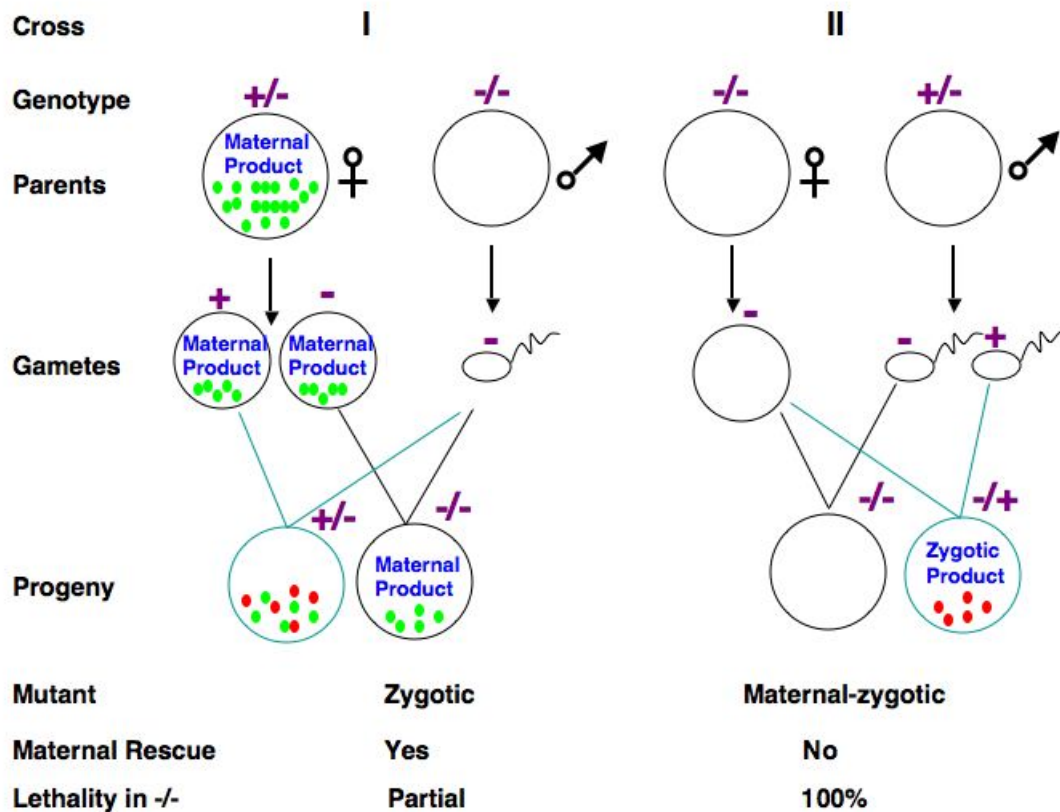 Cross I II
Genotype +/- -/- -/- +/-
Maternal
Product
Parents
+ - - - +
Maternal Maternal
Gametes Product Product -
+/- -/- -/- -/+
Maternal Zygotic
Progeny Product Product
Mutant Zygotic Maternal-zygotic
Maternal Rescue Yes No
Lethality in -/- Partial 100%